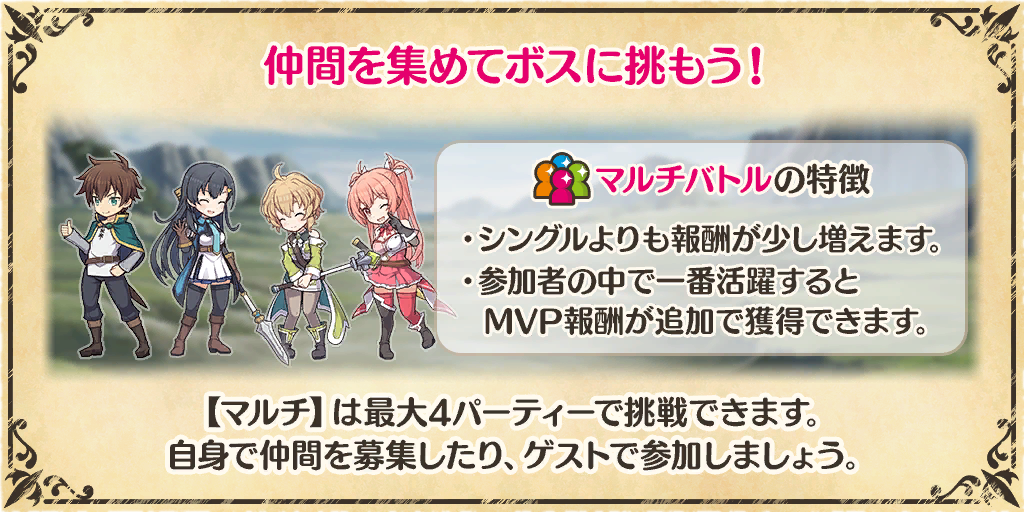 仲間を集めてボスに挑もう！
マルチバトルの特徴
・シングルよりも報酬が少し増えます。
・参加者の中で一番活躍すると
MVP報酬が追加で獲得できます。
【マルチ】は最大4パーティーで挑戦できます。
自身で仲間を募集したり、ゲストで参加しましょう。